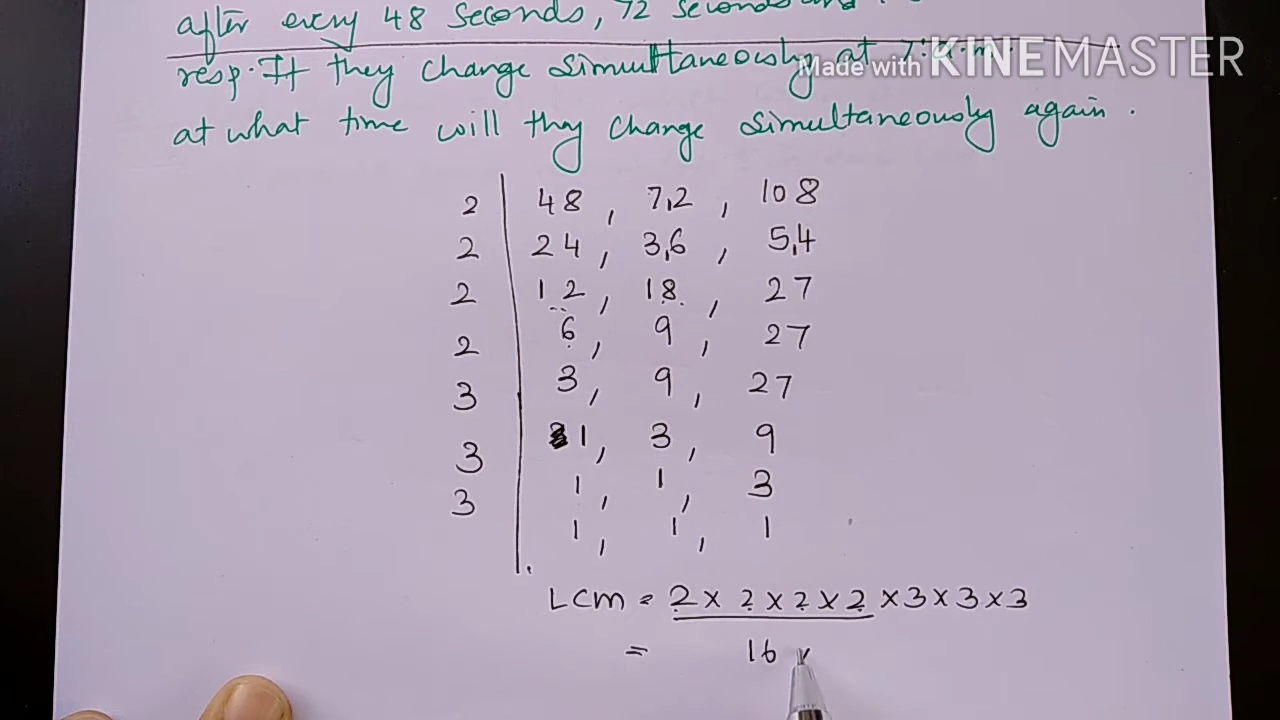 after every 48 seconds, 72 seconds and
resp. If they change simultaneously at 7:
Made with KINEMASTER
at what time will they change simultaneously again.
2 48, 72, 108
2 24, 36, 54
2 12, 18, 27
2 6, 9, 27
3 3, 9, 27
3 1, 3, 9
3 1, 1, 3
1, 1, 1
LCM = 2 × 2 × 2 × 2 × 3 × 3 × 3
= 16 ×